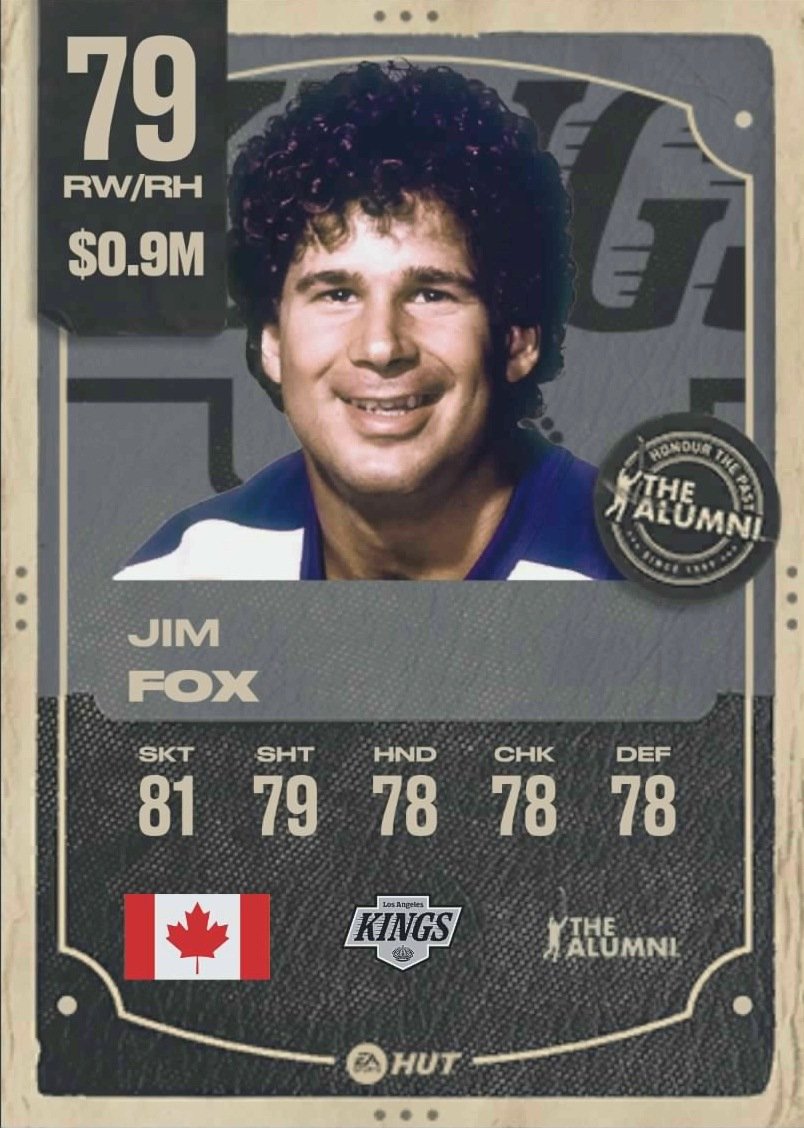 79
RW/RH
$0.9M
KINGS
HONOUR THE PAST
THE
ALUMNI
JIM
FOX
SKT SHT HND CHK DEF
81 79 78 78 78
Los Angeles
KINGS
THE
ALUMNI
EA
HUT